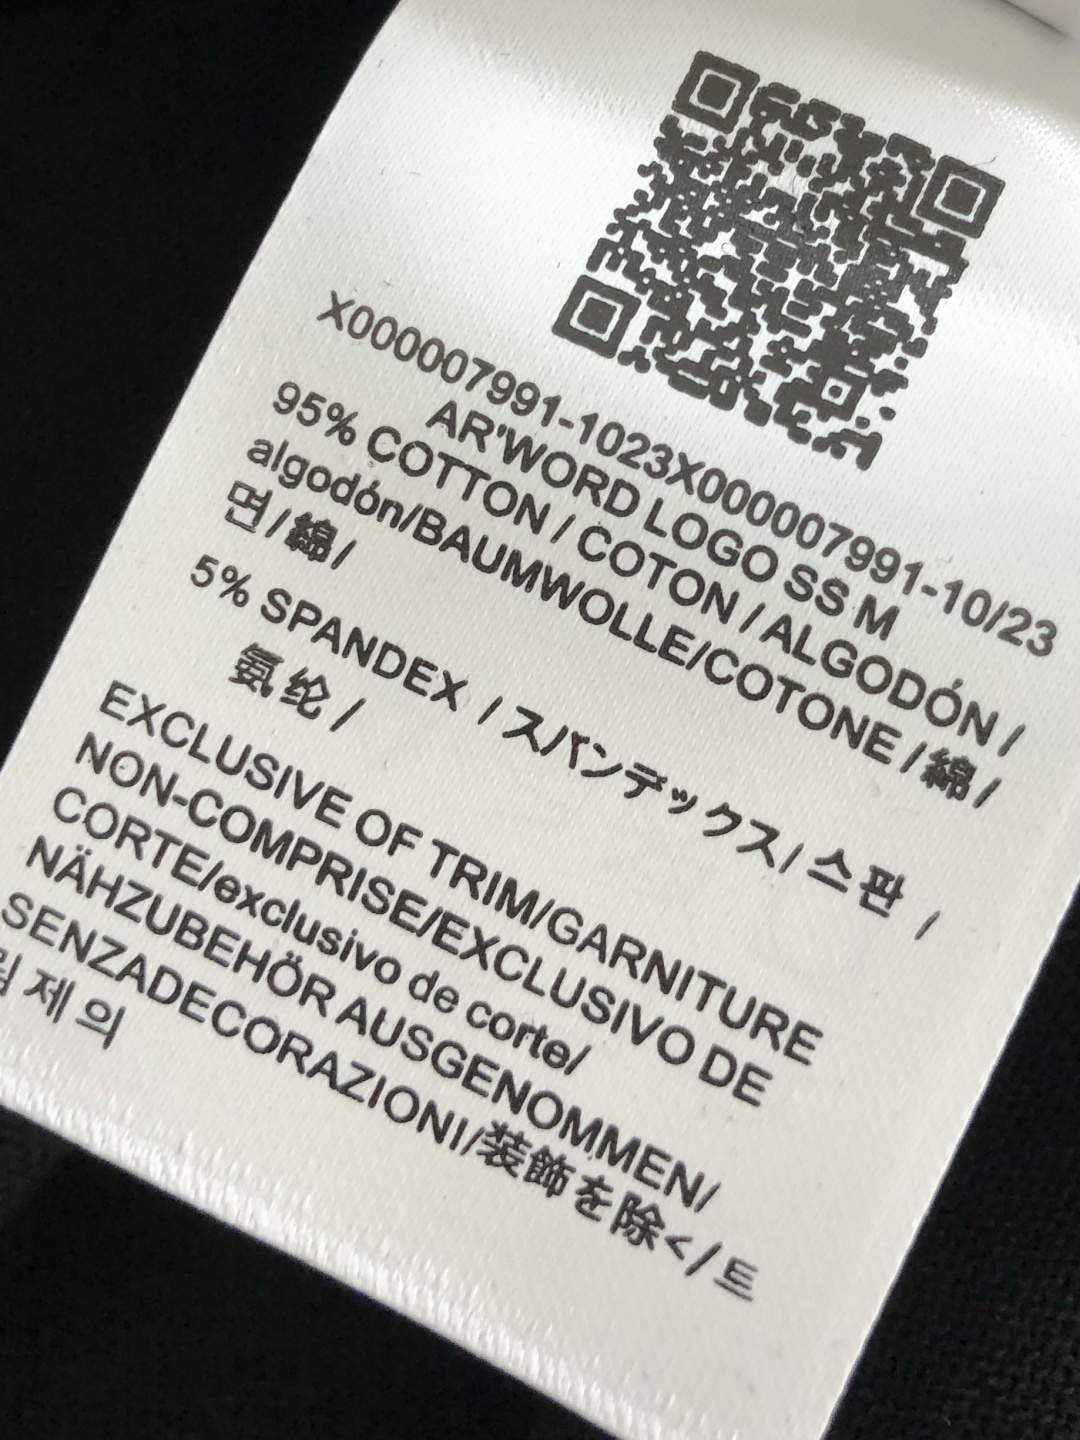 X000007991-1023X000007991-10/23
AR'WORD LOGO SS M
95% COTTON / COTON / ALGODÓN /
algodón/BAUMWOLLE/COTONE / 綿 /
면 / 綿 /
5% SPANDEX / スパンデックス / 스판 /
氨纶 /
EXCLUSIVE OF TRIM/GARNITURE
NON-COMPRISE/EXCLUSIVO DE
CORTE/exclusivo de corte/
NÄHZUBEHÖR AUSGENOMMEN/
SENZADECORAZIONI/装飾を除< / 트
림 제 의